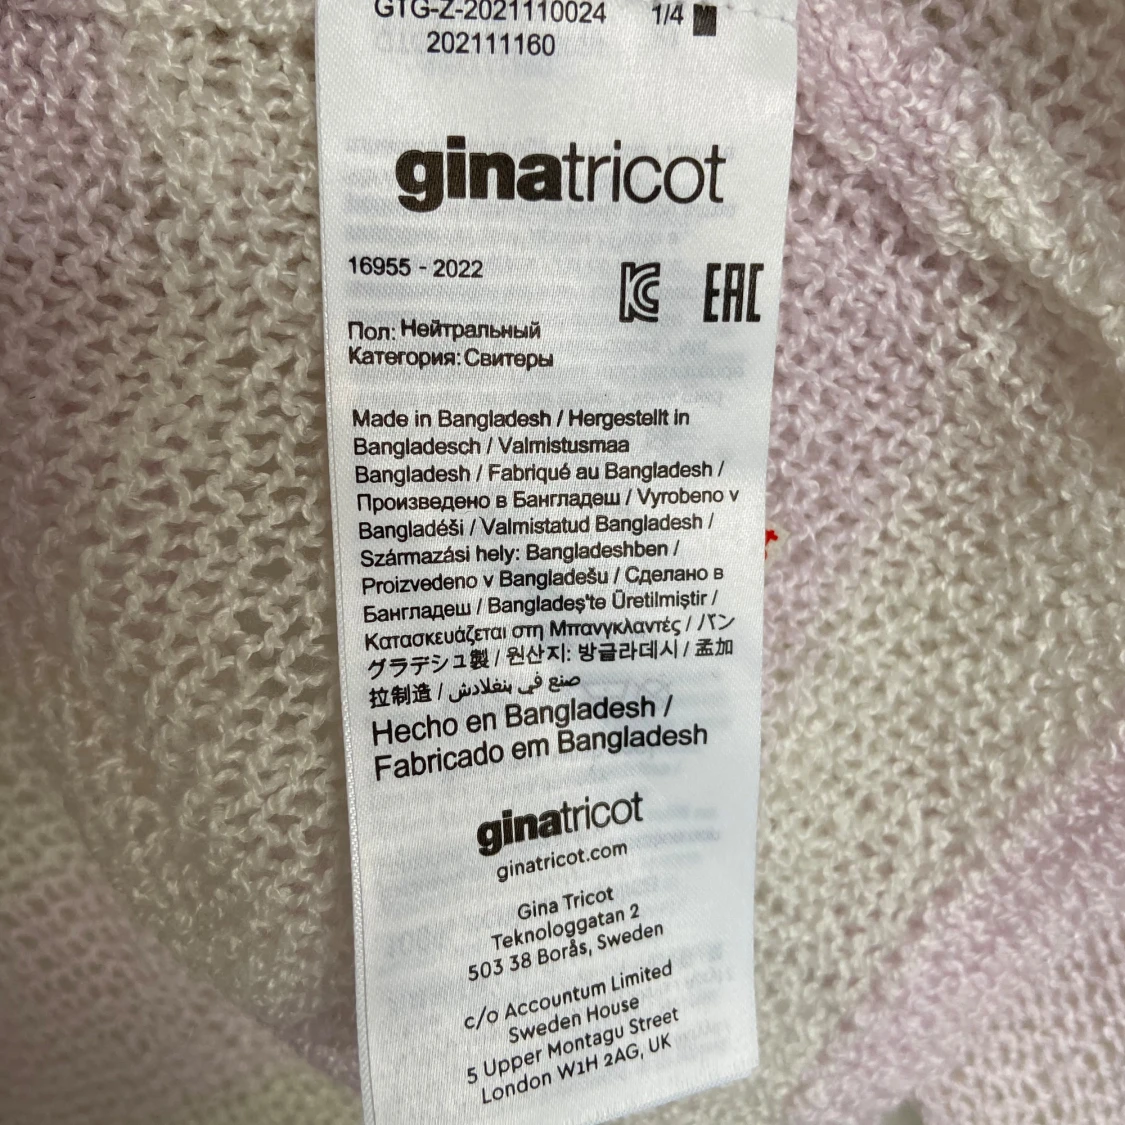 GTG-Z-2021110024 1/4
202111160
ginatricot
16955 - 2022
EAC
Пол: Нейтральный
Категория: Свитеры
Made in Bangladesh / Hergestellt in
Bangladesch / Valmistusmaa
Bangladesh / Fabriqué au Bangladesh /
Произведено в Бангладеш / Vyrobeno v
Bangladéši / Valmistatud Bangladesh /
Származási hely: Bangladeshben /
Proizvedeno v Bangladešu / Сделано в
Бангладеш / Bangladeş'te Üretilmiştir /
Κατασκευάζεται στη Μπανγκλαντές / バン
グラデシュ製 / 원산지: 방글라데시 / 孟加
拉制造 / صنع في بنغلادش
Hecho en Bangladesh /
Fabricado em Bangladesh
ginatricot
ginatricot.com
Gina Tricot
Teknologgatan 2
503 38 Borås, Sweden
c/o Accountum Limited
Sweden House
5 Upper Montagu Street
London W1H 2AG, UK